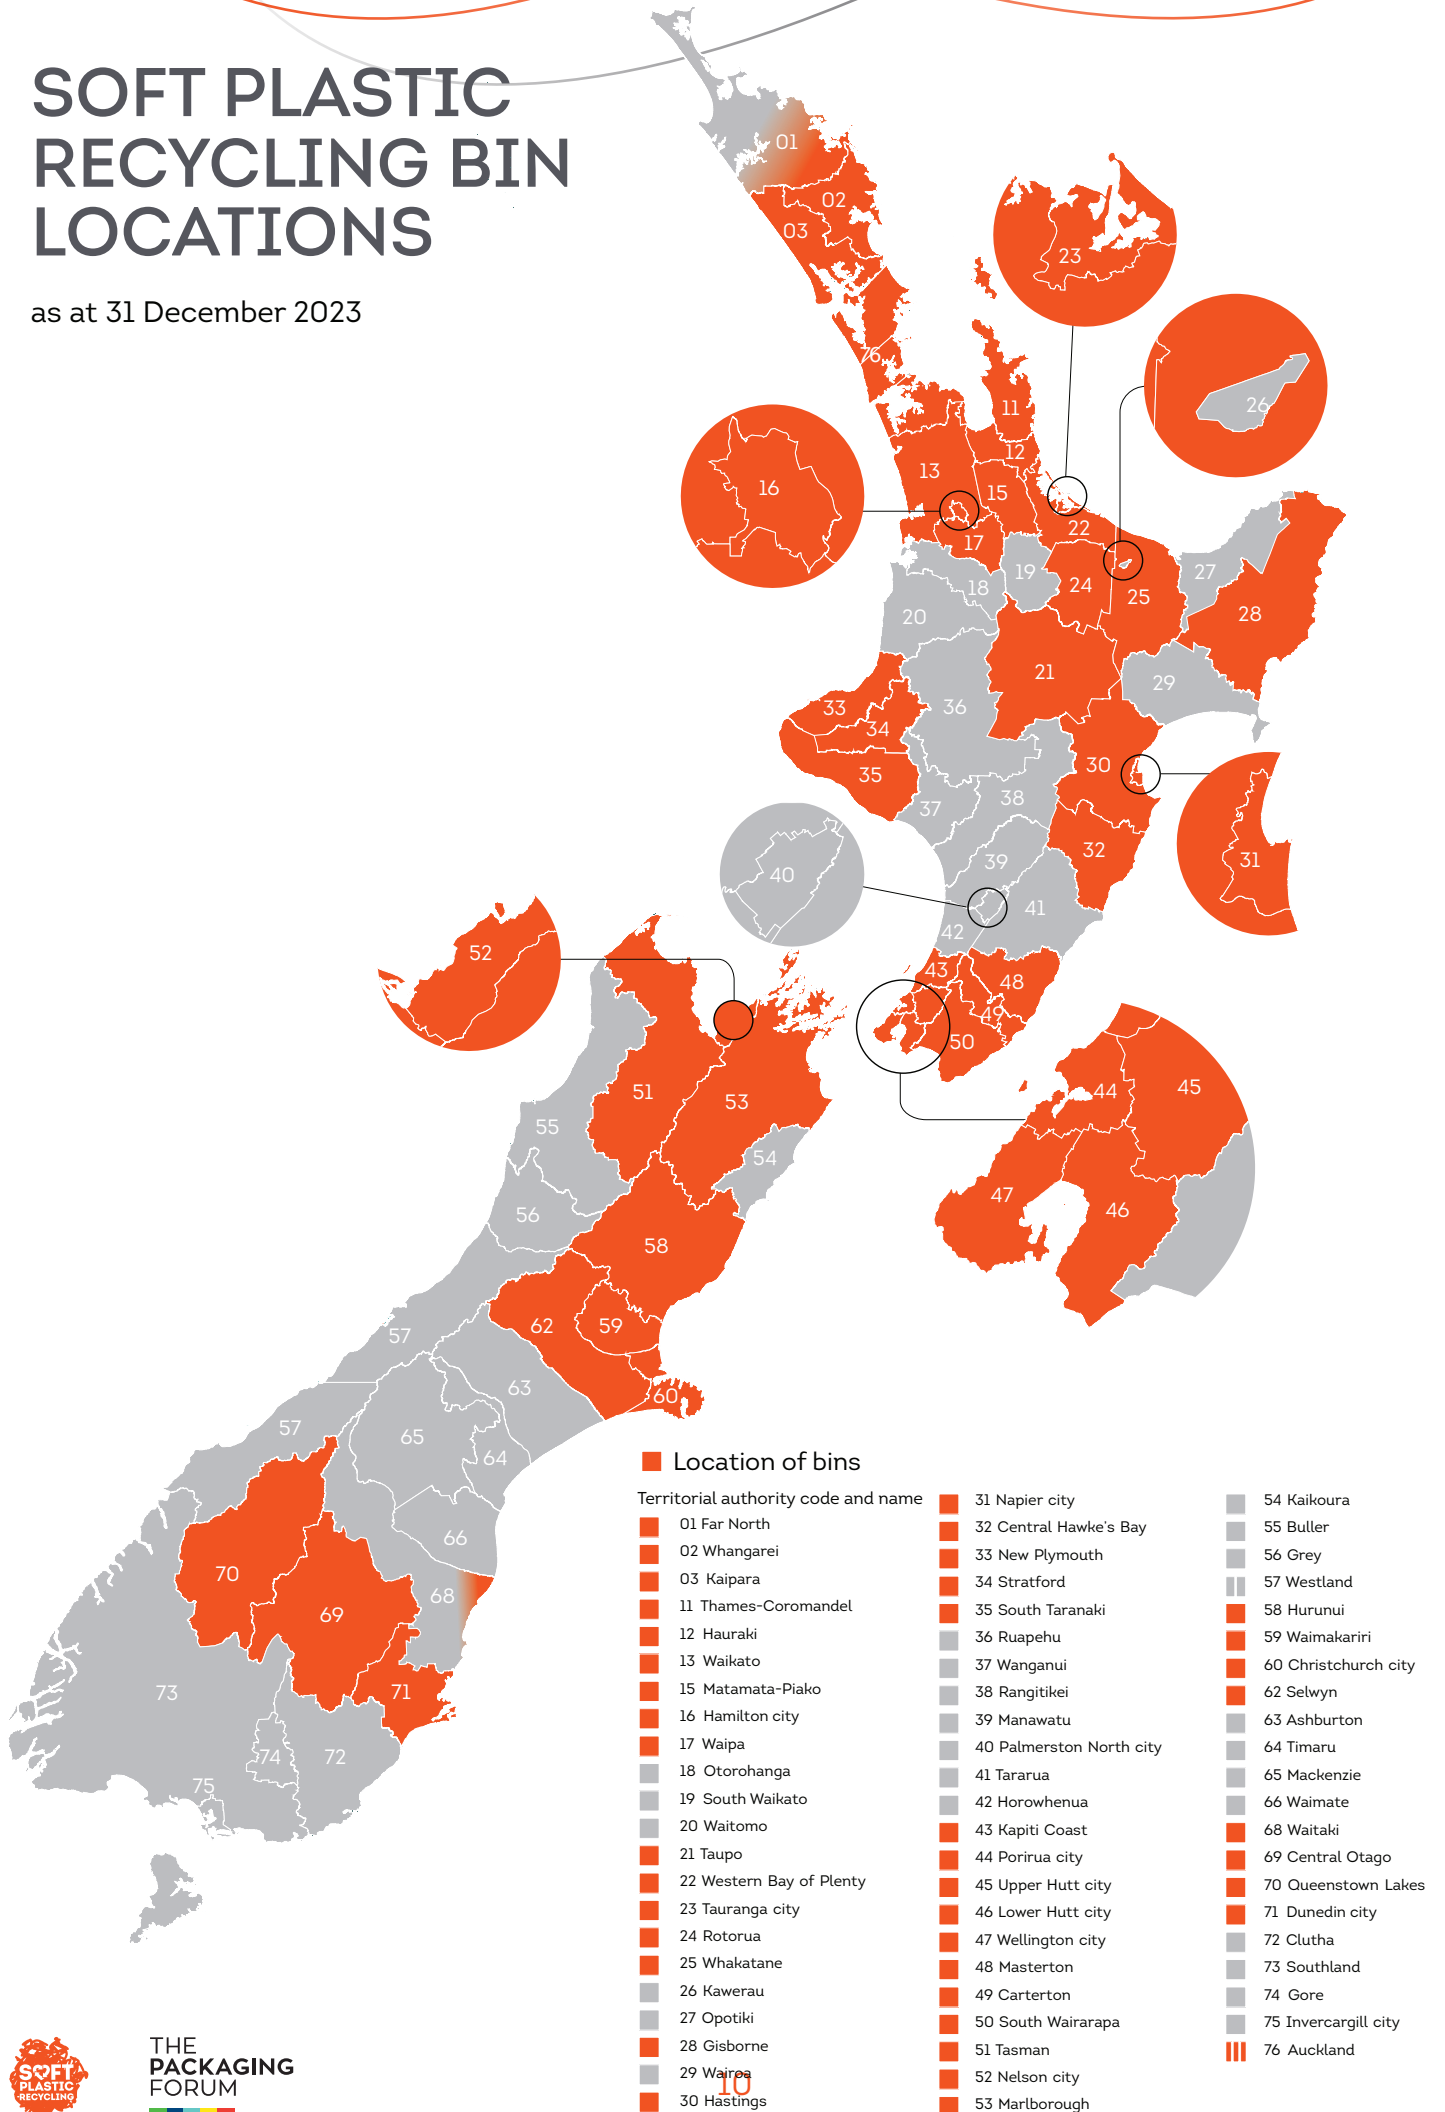 SOFT PLASTIC
RECYCLING BIN
LOCATIONS
as at 31 December 2023
01
02
03
76
11
12
13
15
16
17
18
19
20
21
22
23
24
25
26
27
28
29
30
31
32
33
34
35
36
37
38
39
40
41
42
43
44
45
46
47
48
49
50
51
52
53
54
55
56
57
57
58
59
60
62
63
64
65
66
68
69
70
71
72
73
74
75
Location of bins
Territorial authority code and name
01 Far North
02 Whangarei
03 Kaipara
11 Thames-Coromandel
12 Hauraki
13 Waikato
15 Matamata-Piako
16 Hamilton city
17 Waipa
18 Otorohanga
19 South Waikato
20 Waitomo
21 Taupo
22 Western Bay of Plenty
23 Tauranga city
24 Rotorua
25 Whakatane
26 Kawerau
27 Opotiki
28 Gisborne
29 Wairoa
30 Hastings
31 Napier city
32 Central Hawke's Bay
33 New Plymouth
34 Stratford
35 South Taranaki
36 Ruapehu
37 Wanganui
38 Rangitikei
39 Manawatu
40 Palmerston North city
41 Tararua
42 Horowhenua
43 Kapiti Coast
44 Porirua city
45 Upper Hutt city
46 Lower Hutt city
47 Wellington city
48 Masterton
49 Carterton
50 South Wairarapa
51 Tasman
52 Nelson city
53 Marlborough
54 Kaikoura
55 Buller
56 Grey
57 Westland
58 Hurunui
59 Waimakariri
60 Christchurch city
62 Selwyn
63 Ashburton
64 Timaru
65 Mackenzie
66 Waimate
68 Waitaki
69 Central Otago
70 Queenstown Lakes
71 Dunedin city
72 Clutha
73 Southland
74 Gore
75 Invercargill city
76 Auckland
SOFT
PLASTIC
RECYCLING
THE
PACKAGING
FORUM
10